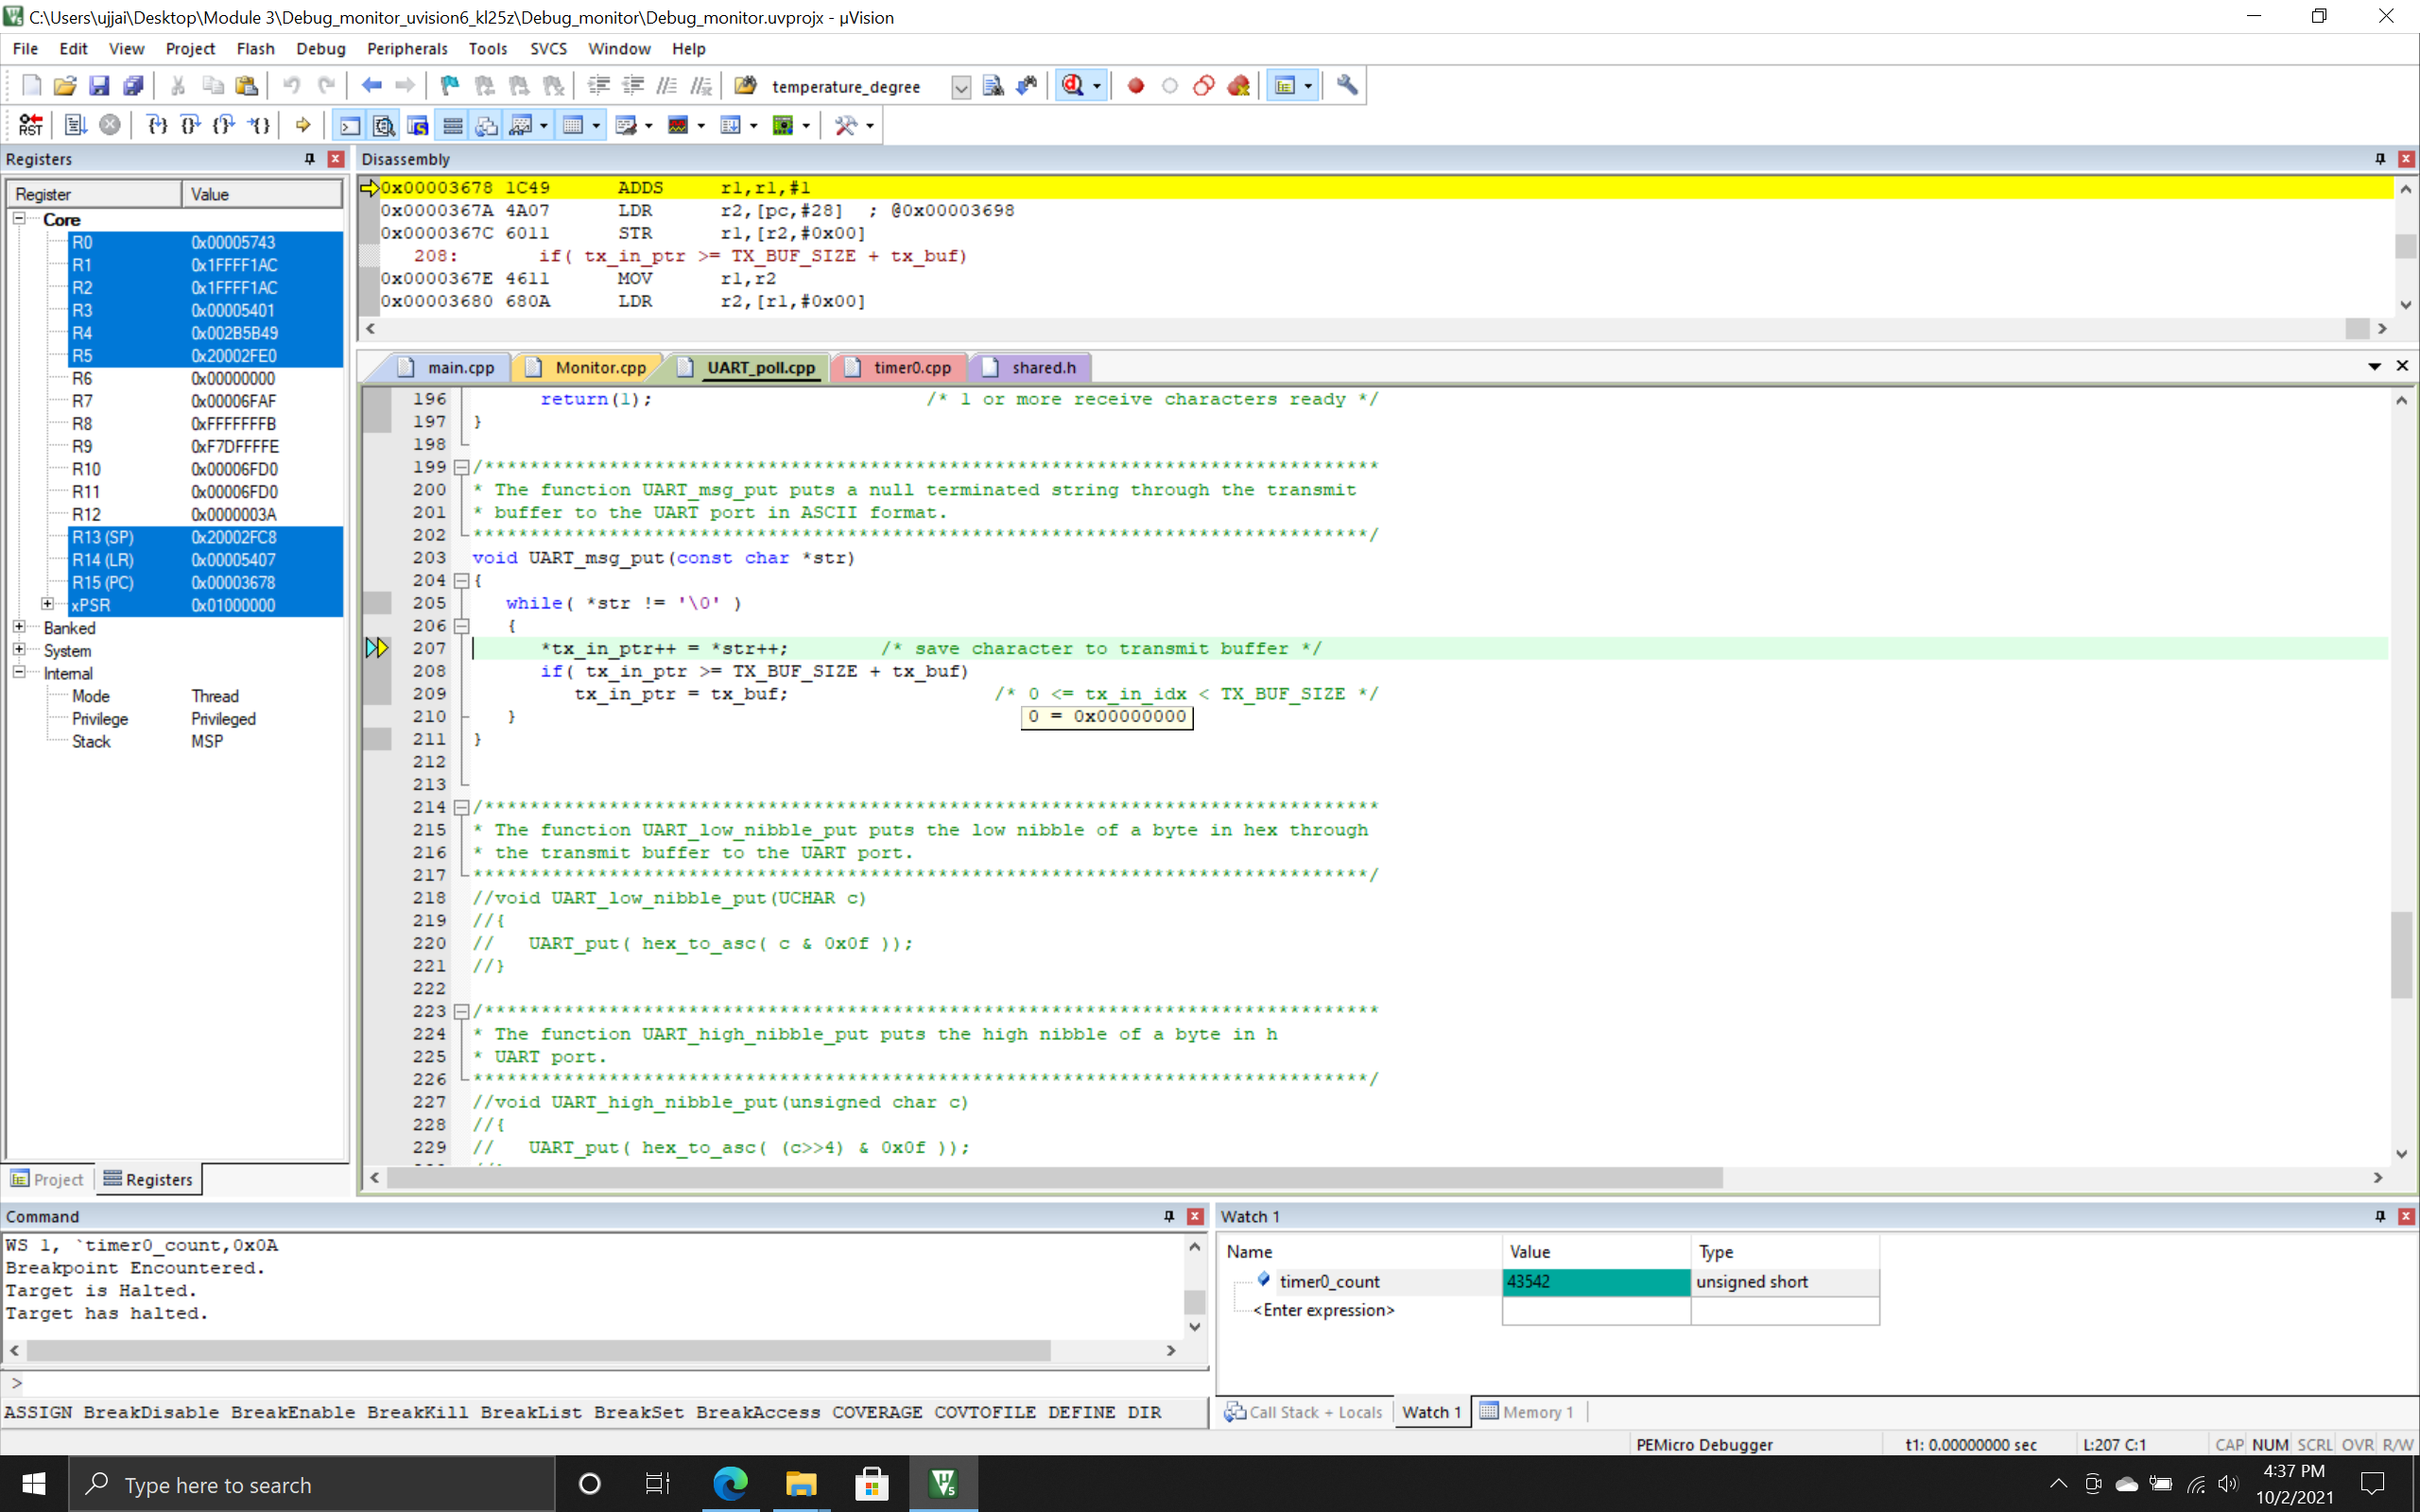 C:\Users\ujjai\Desktop\Module 3\Debug_monitor_uvision6_kl25z\Debug_monitor\Debug_monitor.uvprojx - µVision
File Edit View Project Flash Debug Peripherals Tools SVCS Window Help
temperature_degree
RST
Registers
Register Value
Core
R0 0x00005743
R1 0x1FFFF1AC
R2 0x1FFFF1AC
R3 0x00005401
R4 0x002B5B49
R5 0x20002FE0
R6 0x00000000
R7 0x00006FAF
R8 0xFFFFFFFB
R9 0xF7DFFFFE
R10 0x00006FD0
R11 0x00006FD0
R12 0x0000003A
R13 (SP) 0x20002FC8
R14 (LR) 0x00005407
R15 (PC) 0x00003678
xPSR 0x01000000
Banked
System
Internal
Mode Thread
Privilege Privileged
Stack MSP
Project Registers
Disassembly
0x00003678 1C49 ADDS r1,r1,#1
0x0000367A 4A07 LDR r2,[pc,#28] ; @0x00003698
0x0000367C 6011 STR r1,[r2,#0x00]
208: if( tx_in_ptr >= TX_BUF_SIZE + tx_buf)
0x0000367E 4611 MOV r1,r2
0x00003680 680A LDR r2,[r1,#0x00]
main.cpp Monitor.cpp UART_poll.cpp timer0.cpp shared.h
196 return(1); /* 1 or more receive characters ready */
197 }
198
199 /*******************************************************************************
200 * The function UART_msg_put puts a null terminated string through the transmit
201 * buffer to the UART port in ASCII format.
202 *******************************************************************************/
203 void UART_msg_put(const char *str)
204 {
205 while( *str != '\0' )
206 {
207 *tx_in_ptr++ = *str++; /* save character to transmit buffer */
208 if( tx_in_ptr >= TX_BUF_SIZE + tx_buf)
209 tx_in_ptr = tx_buf; /* 0 <= tx_in_idx < TX_BUF_SIZE */
210 }
0 = 0x00000000
211 }
212
213
214 /*******************************************************************************
215 * The function UART_low_nibble_put puts the low nibble of a byte in hex through
216 * the transmit buffer to the UART port.
217 *******************************************************************************/
218 //void UART_low_nibble_put(UCHAR c)
219 //{
220 // UART_put( hex_to_asc( c & 0x0f ));
221 //}
222
223 /*******************************************************************************
224 * The function UART_high_nibble_put puts the high nibble of a byte in h
225 * UART port.
226 *******************************************************************************/
227 //void UART_high_nibble_put(unsigned char c)
228 //{
229 // UART_put( hex_to_asc( (c>>4) & 0x0f ));
Command
WS 1, `timer0_count,0x0A
Breakpoint Encountered.
Target is Halted.
Target has halted.
>
ASSIGN BreakDisable BreakEnable BreakKill BreakList BreakSet BreakAccess COVERAGE COVTOFILE DEFINE DIR
Watch 1
Name Value Type
timer0_count 43542 unsigned short
<Enter expression>
Call Stack + Locals Watch 1 Memory 1
PEMicro Debugger t1: 0.00000000 sec L:207 C:1 CAP NUM SCRL OVR R/W
Type here to search
4:37 PM
10/2/2021